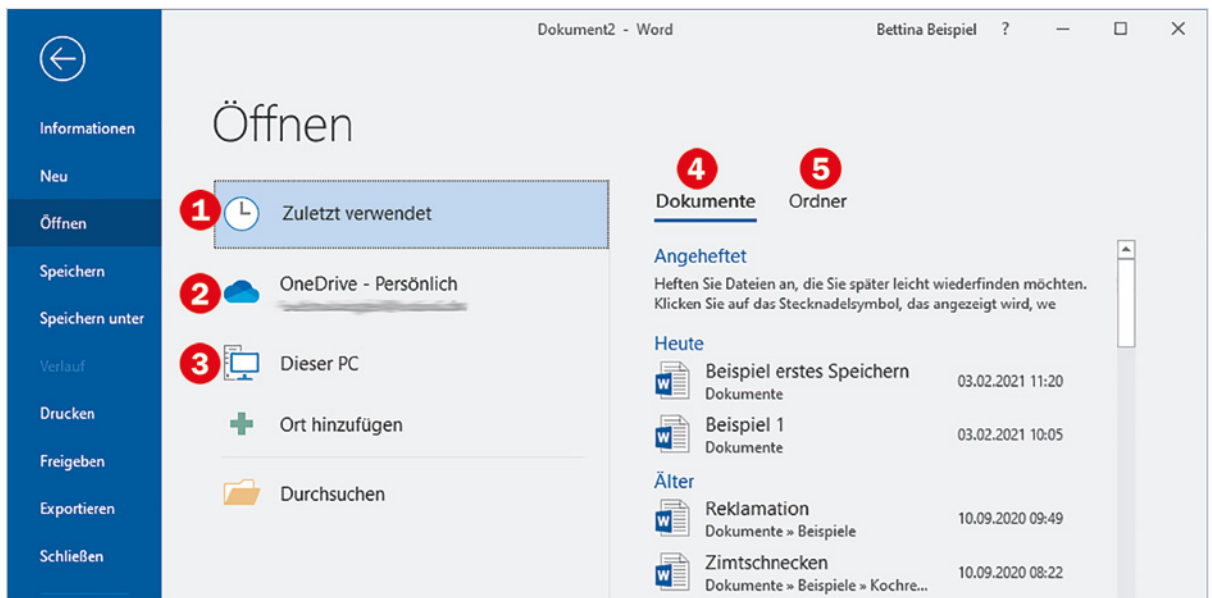 Dokument2 - Word
Bettina Beispiel ?
Informationen
Neu
Öffnen
Speichern
Speichern unter
Verlauf
Drucken
Freigeben
Exportieren
Schließen
Öffnen
1 Zuletzt verwendet
2 OneDrive - Persönlich
3 Dieser PC
Ort hinzufügen
Durchsuchen
4 5
Dokumente Ordner
Angeheftet
Heften Sie Dateien an, die Sie später leicht wiederfinden möchten.
Klicken Sie auf das Stecknadelsymbol, das angezeigt wird, we
Heute
W Beispiel erstes Speichern 03.02.2021 11:20
Dokumente
W Beispiel 1 03.02.2021 10:05
Dokumente
Älter
W Reklamation 10.09.2020 09:49
Dokumente » Beispiele
W Zimtschnecken 10.09.2020 08:22
Dokumente » Beispiele » Kochre...